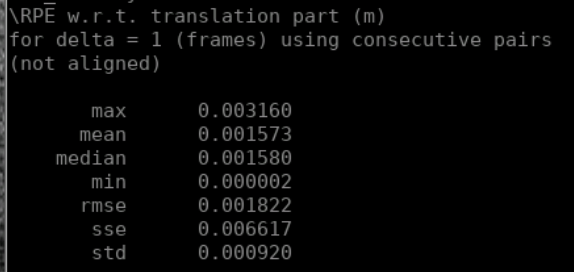 \RPE w.r.t. translation part (m)
for delta = 1 (frames) using consecutive pairs
(not aligned)
max 0.003160
mean 0.001573
median 0.001580
min 0.000002
rmse 0.001822
sse 0.006617
std 0.000920